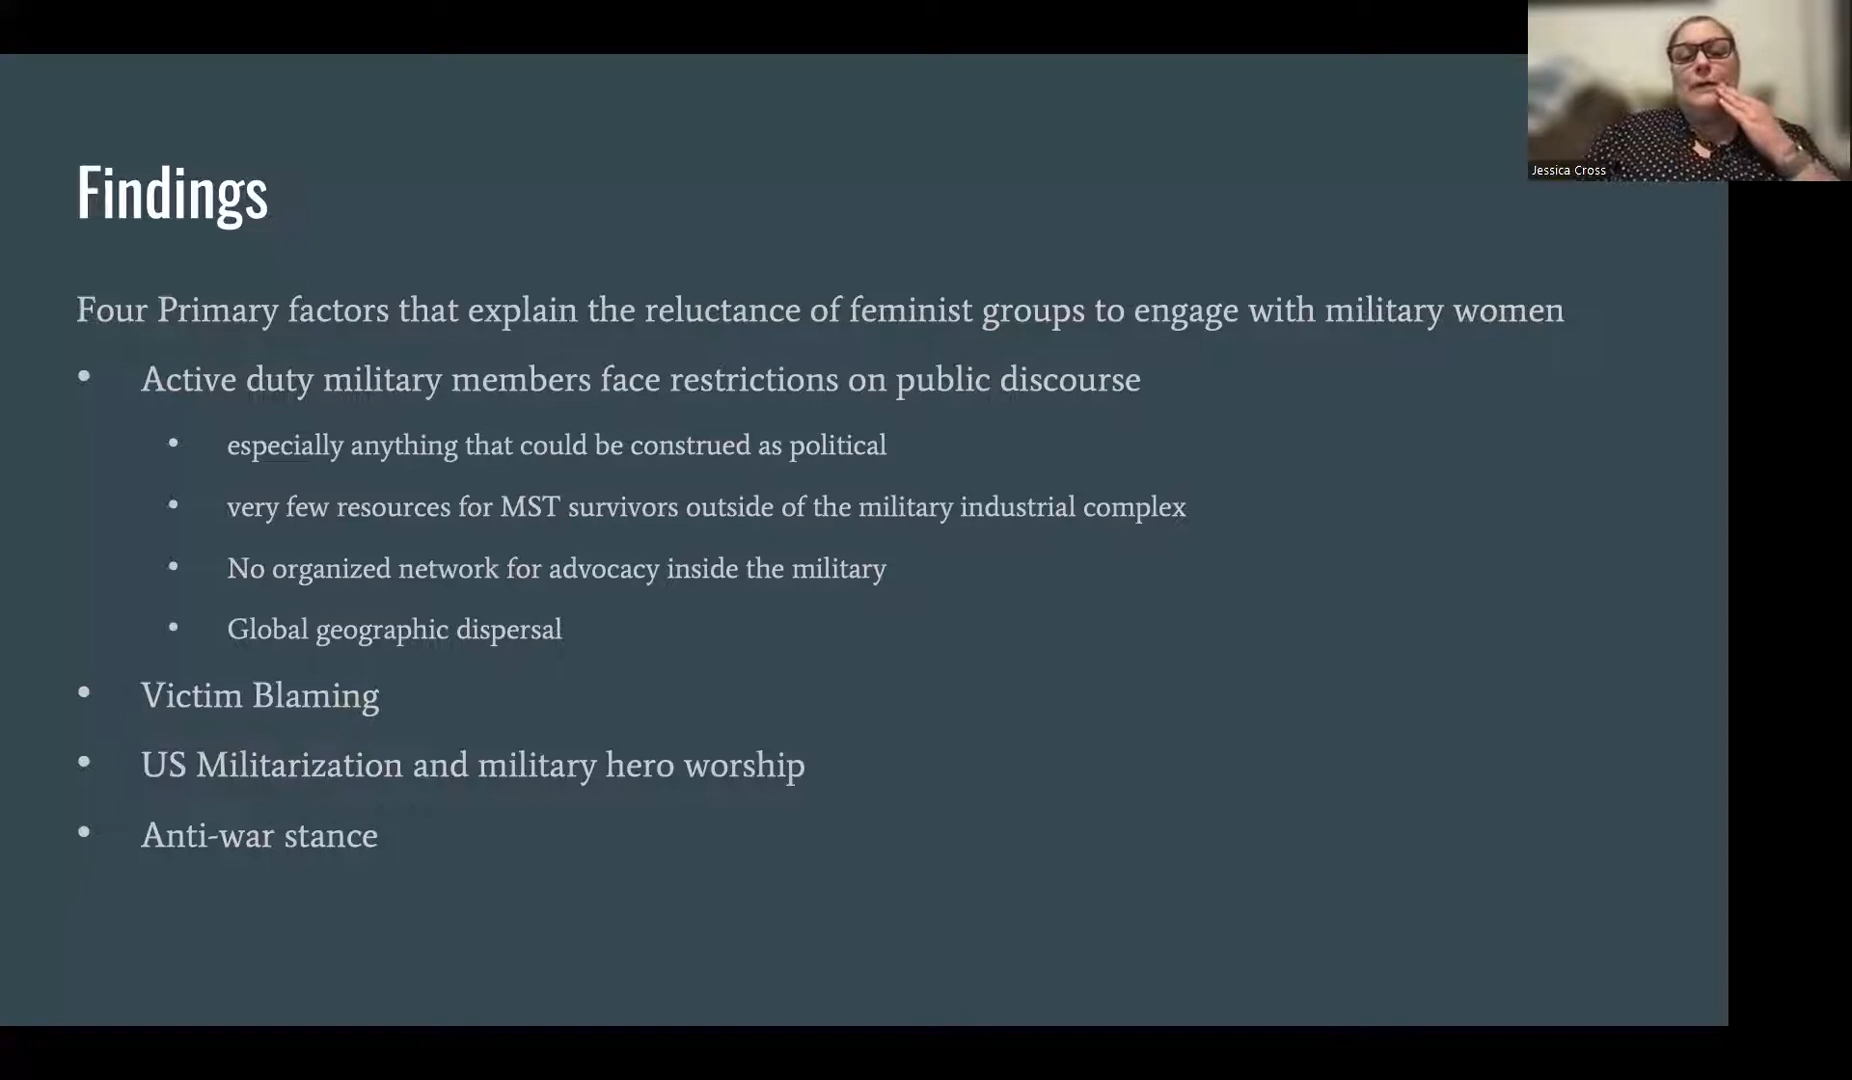 Jessica Cross
Findings
Four Primary factors that explain the reluctance of feminist groups to engage with military women
• Active duty military members face restrictions on public discourse
• especially anything that could be construed as political
• very few resources for MST survivors outside of the military industrial complex
• No organized network for advocacy inside the military
• Global geographic dispersal
• Victim Blaming
• US Militarization and military hero worship
• Anti-war stance